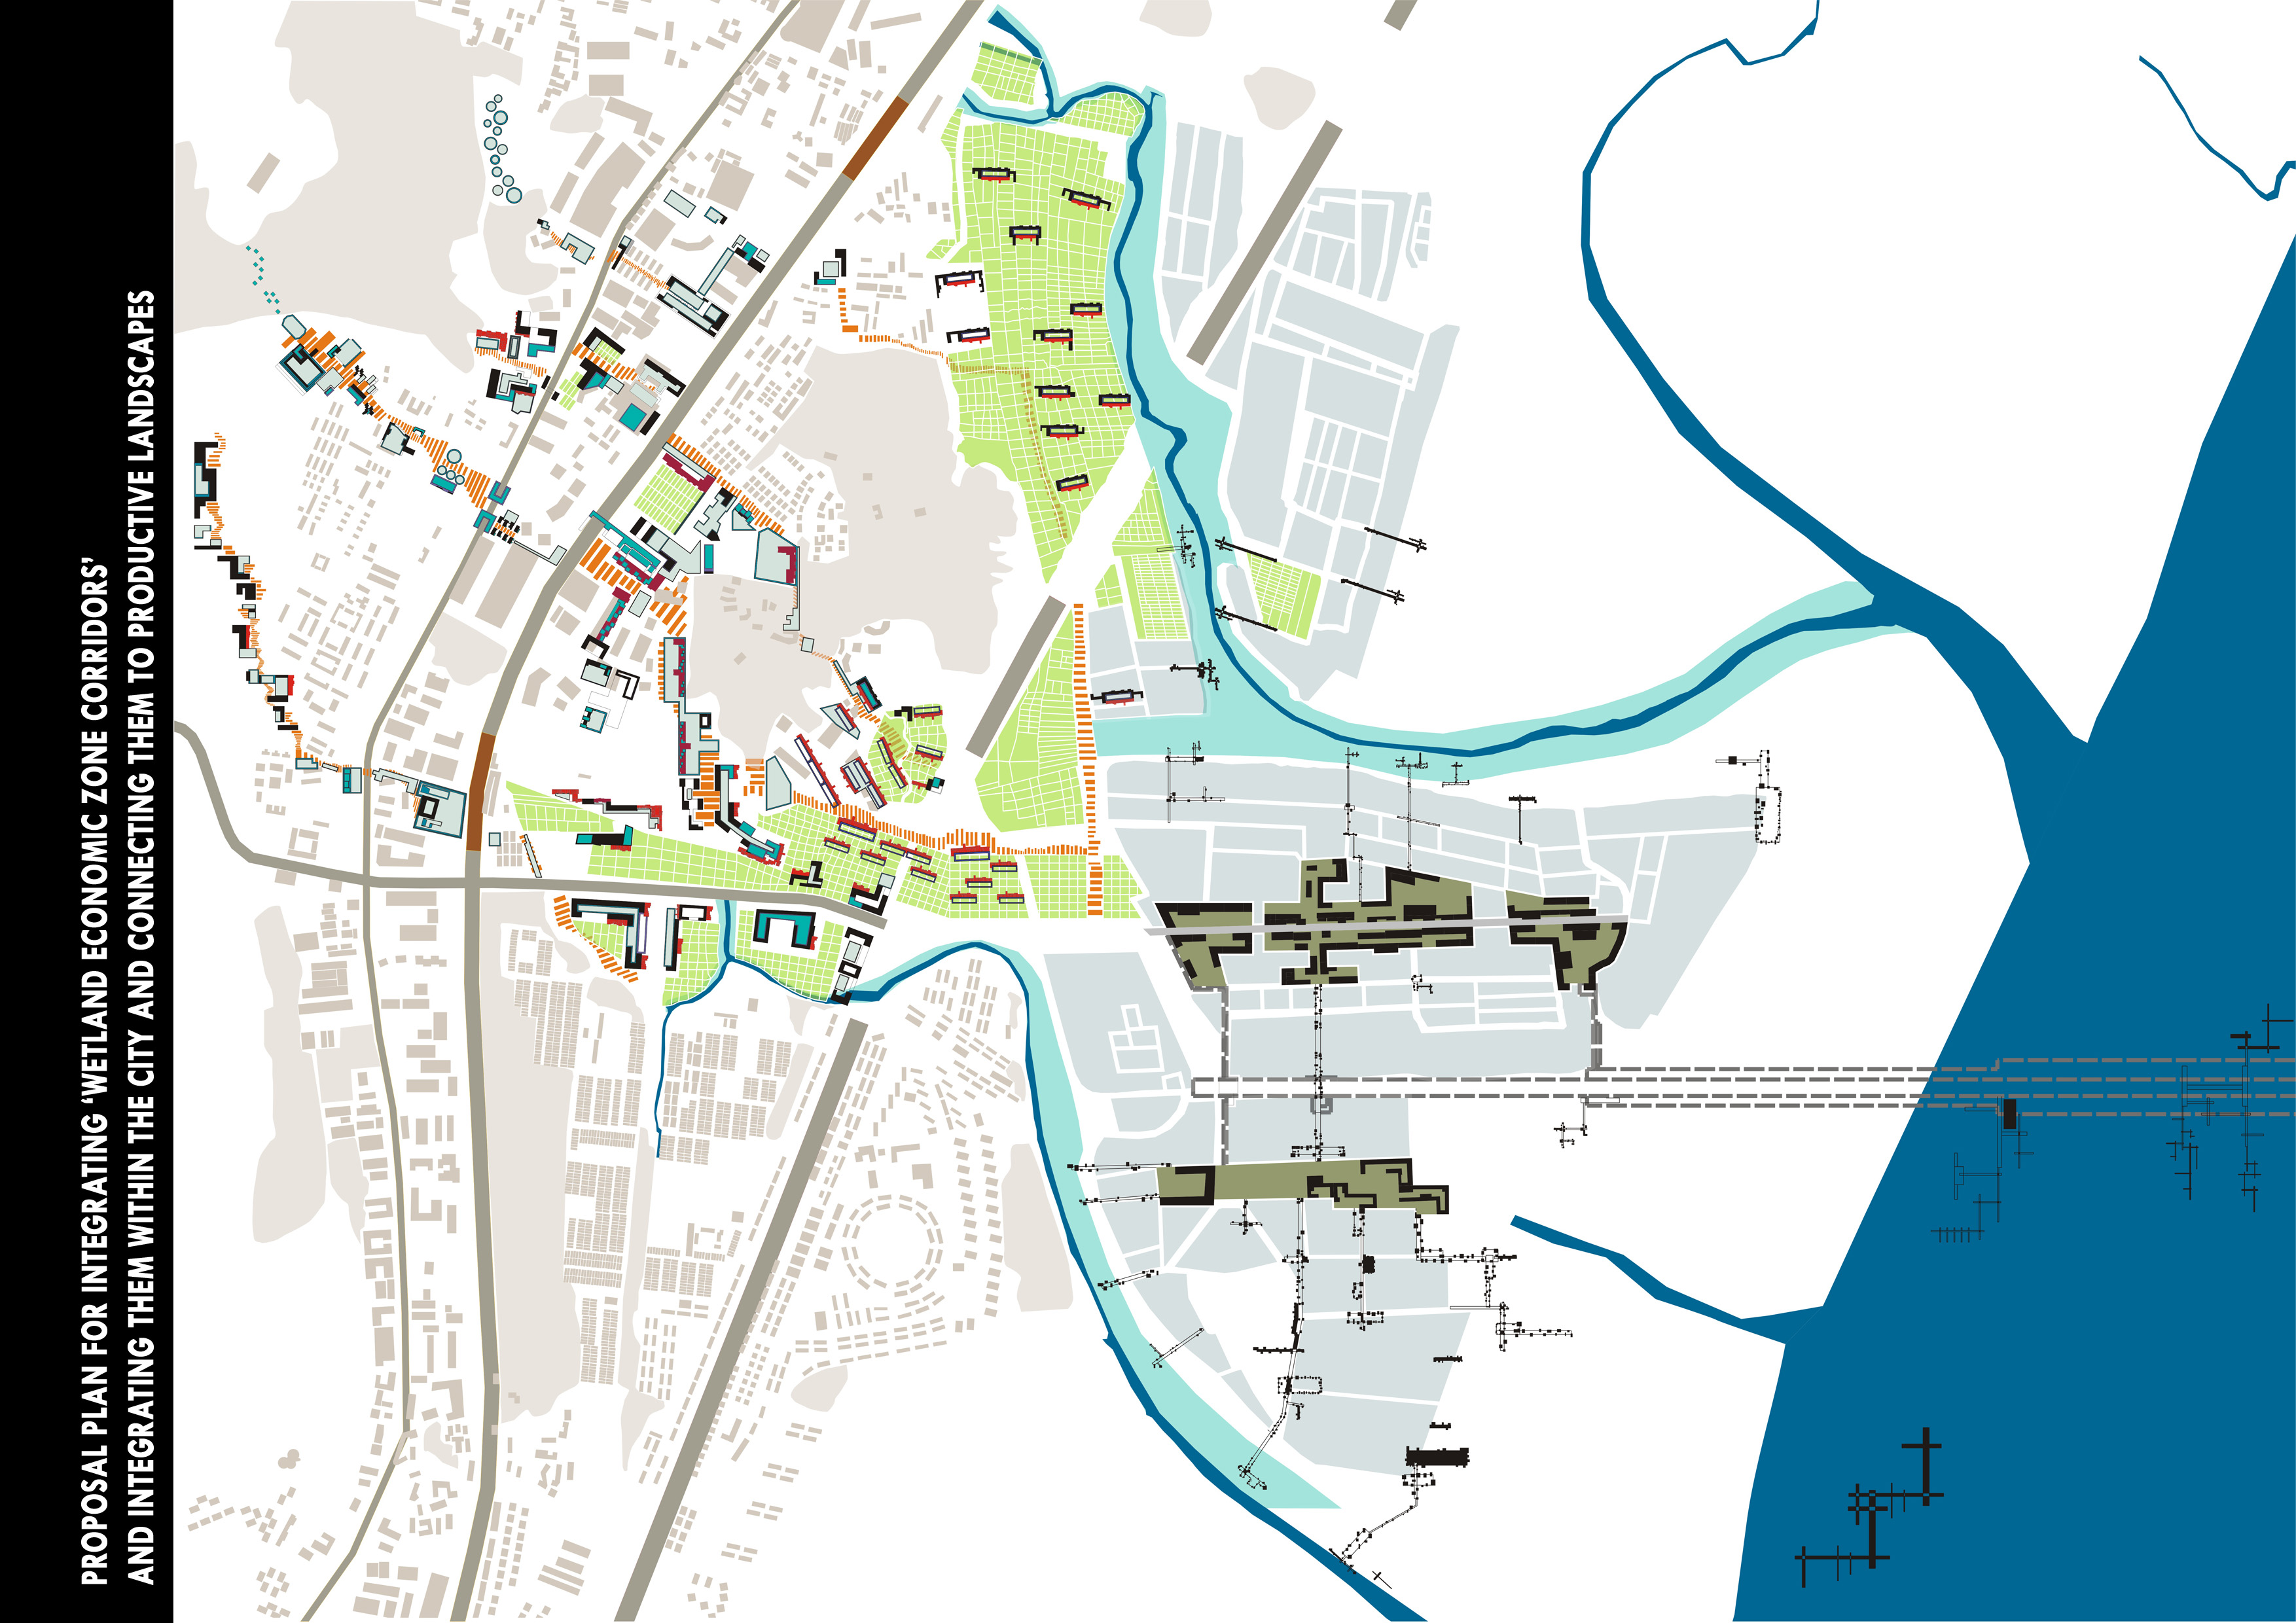 PROPOSAL PLAN FOR INTEGRATING ‘WETLAND ECONOMIC ZONE CORRIDORS’
AND INTEGRATING THEM WITHIN THE CITY AND CONNECTING THEM TO PRODUCTIVE LANDSCAPES